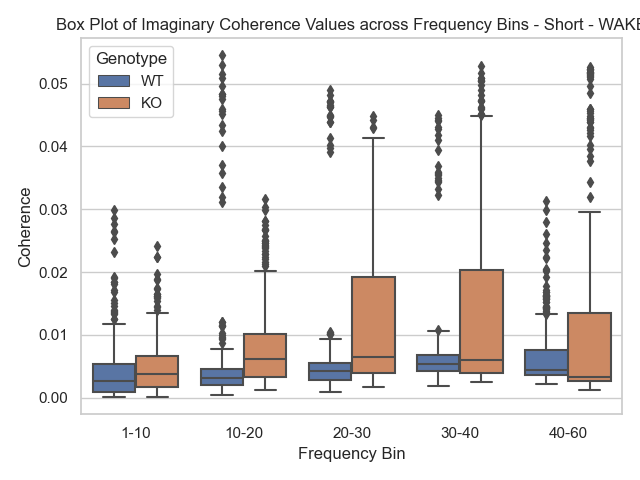 Box Plot of Imaginary Coherence Values across Frequency Bins - Short - WAKE
Genotype
WT
KO
0.05
0.04
0.03
0.02
0.01
0.00
Coherence
1-10
10-20
20-30
30-40
40-60
Frequency Bin